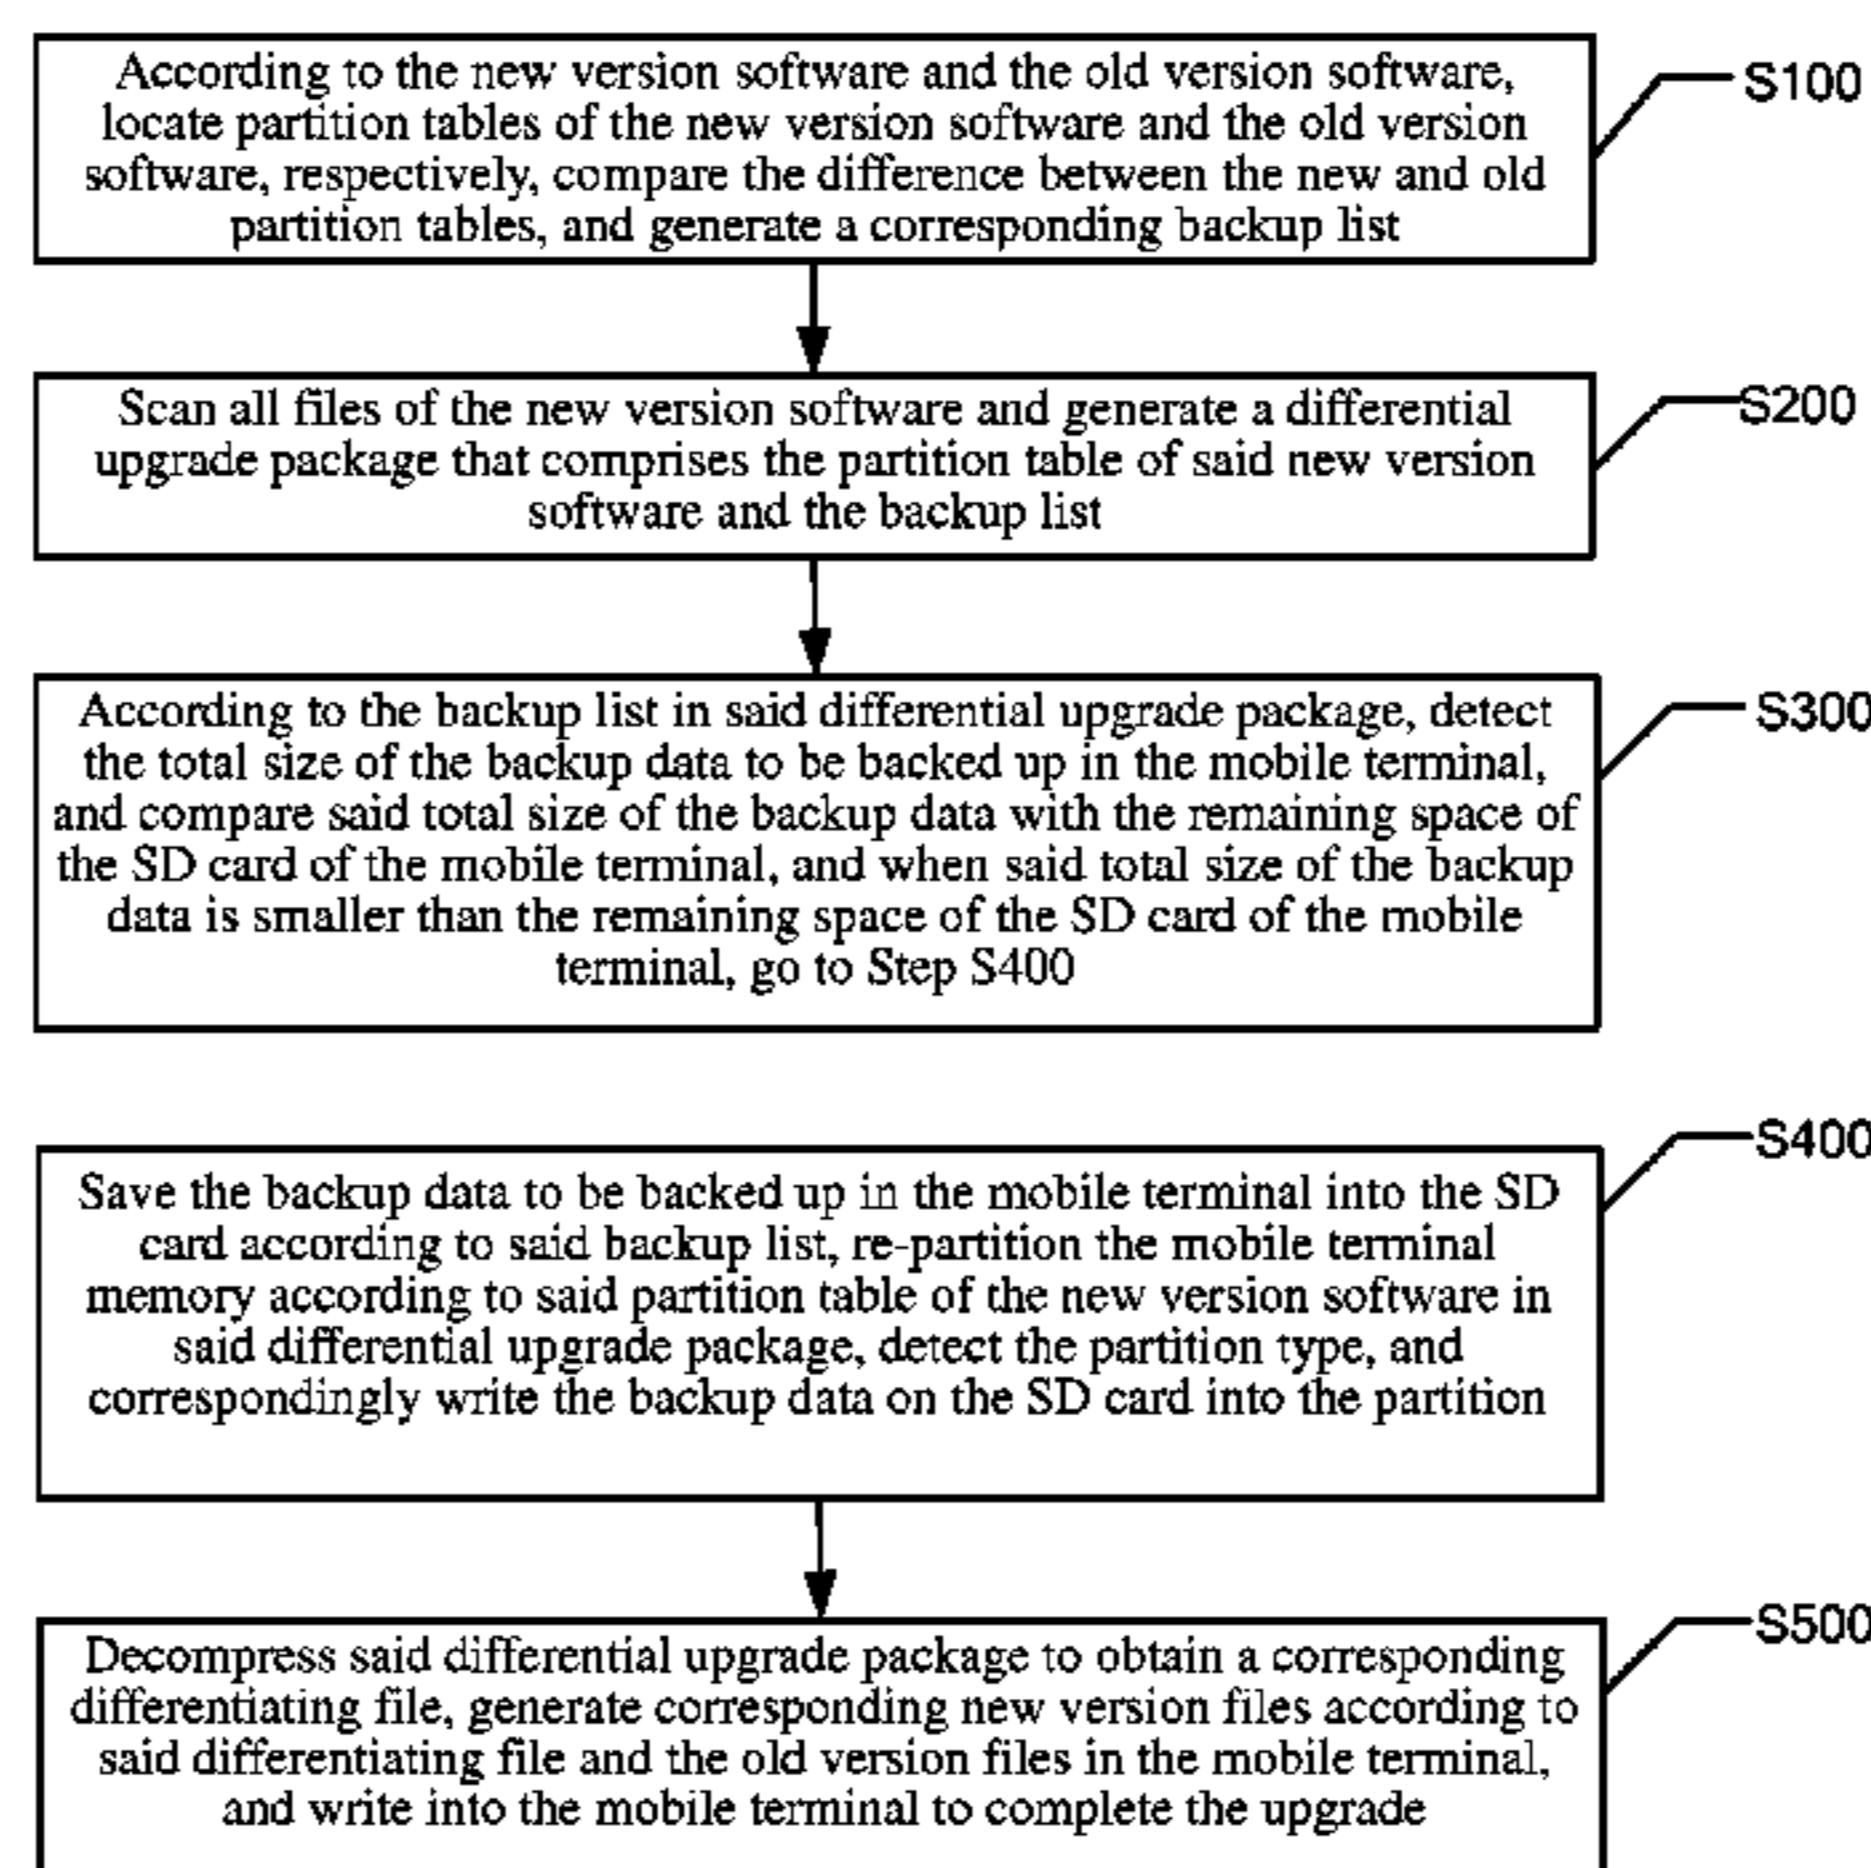 According to the new version software and the old version software,
locate partition tables of the new version software and the old version
software, respectively, compare the difference between the new and old
partition tables, and generate a corresponding backup list
S100
Scan all files of the new version software and generate a differential
upgrade package that comprises the partition table of said new version
software and the backup list
S200
According to the backup list in said differential upgrade package, detect
the total size of the backup data to be backed up in the mobile terminal,
and compare said total size of the backup data with the remaining space of
the SD card of the mobile terminal, and when said total size of the backup
data is smaller than the remaining space of the SD card of the mobile
terminal, go to Step S400
S300
Save the backup data to be backed up in the mobile terminal into the SD
card according to said backup list, re-partition the mobile terminal
memory according to said partition table of the new version software in
said differential upgrade package, detect the partition type, and
correspondingly write the backup data on the SD card into the partition
S400
Decompress said differential upgrade package to obtain a corresponding
differentiating file, generate corresponding new version files according to
said differentiating file and the old version files in the mobile terminal,
and write into the mobile terminal to complete the upgrade
S500